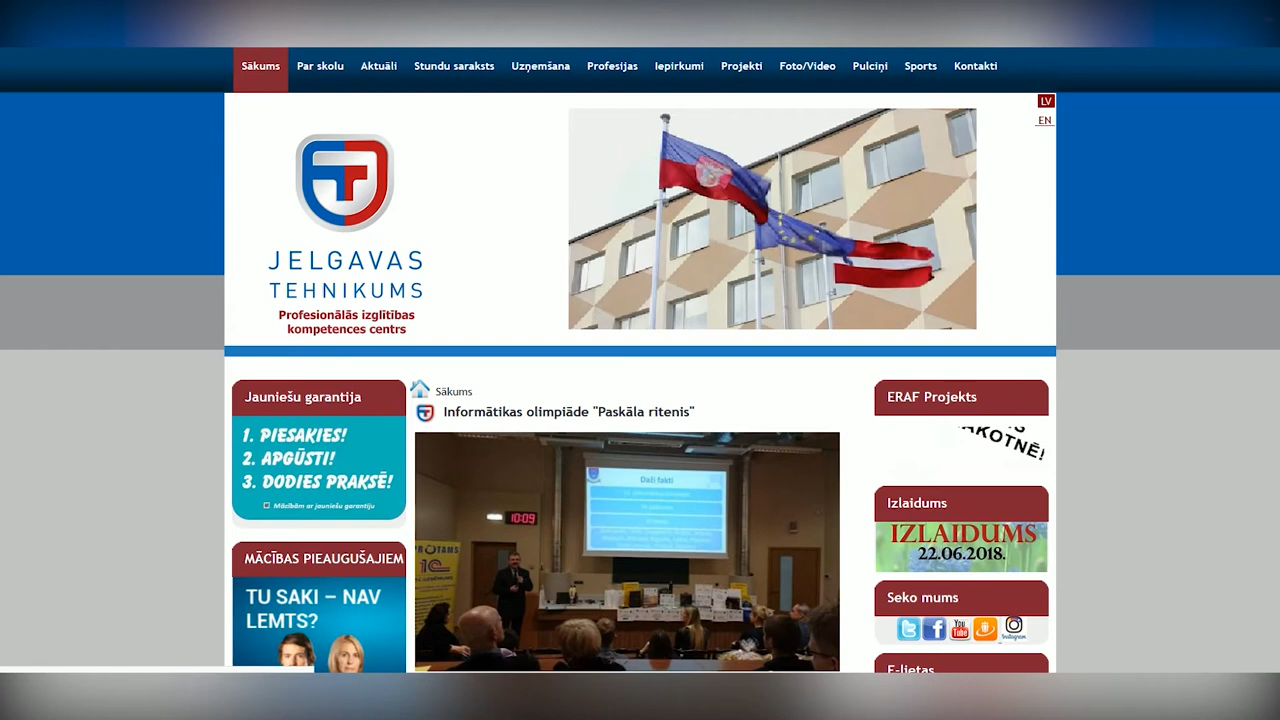 Sākums Par skolu Aktuāli Stundu saraksts Uzņemšana Profesijas Iepirkumi Projekti Foto/Video Pulciņi Sports Kontakti
LV
EN
JELGAVAS
TEHNIKUMS
Profesionālās izglītības
kompetences centrs
Jauniešu garantija
1. PIESAKIES!
2. APGŪSTI!
3. DODIES PRAKSĒ!
Mācībām ar jauniešu garantiju
MĀCĪBAS PIEAUGUŠAJIEM
TU SAKI – NAV
LEMTS?
Sākums
Informātikas olimpiāde "Paskāla ritenis"
Daži fakti
10:09
ERAF Projekts
Izlaidums
IZLAIDUMS
22.06.2018.
Seko mums
You
Tube
Instagram
E-lietas